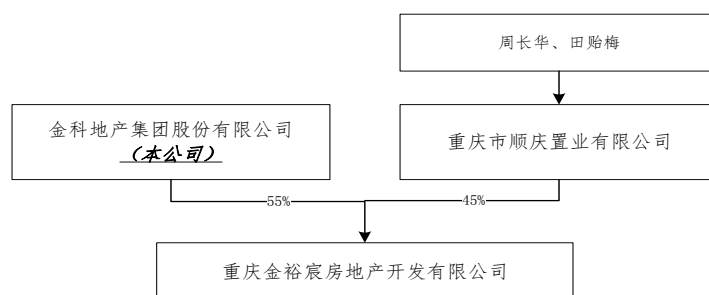 周长华、田贻梅
金科地产集团股份有限公司
（本公司）
重庆市顺庆置业有限公司
55%
45%
重庆金裕宸房地产开发有限公司